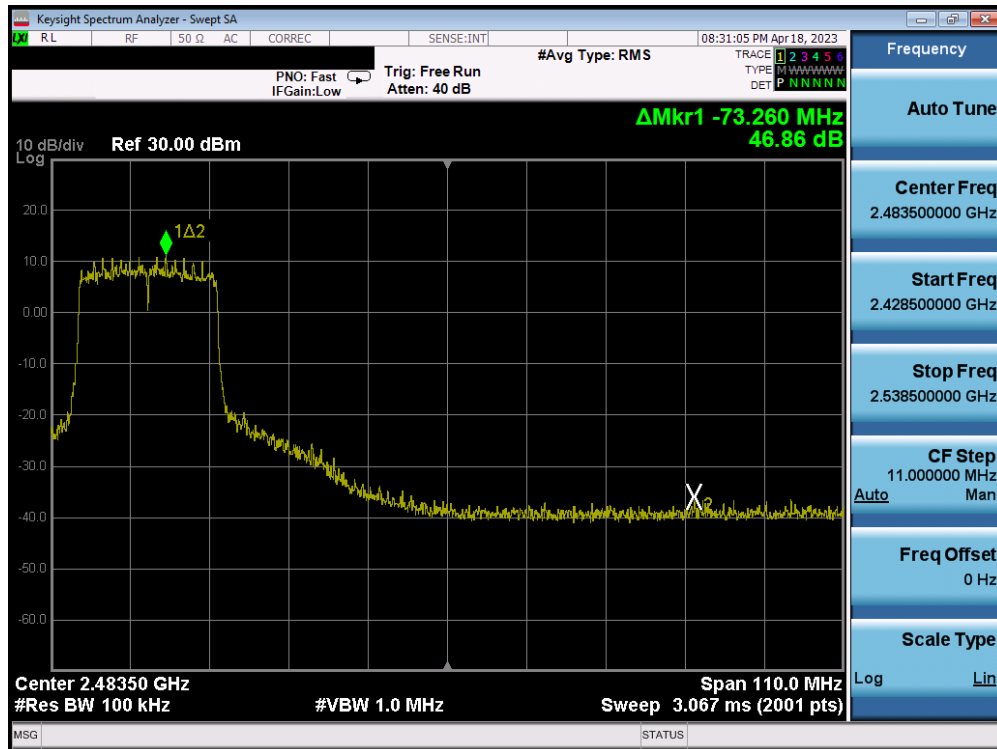 Keysight Spectrum Analyzer - Swept SA
LXI RL RF 50 Ω AC CORREC SENSE:INT 08:31:05 PM Apr 18, 2023
Frequency
#Avg Type: RMS TRACE 1 2 3 4 5 6
PNO: Fast Trig: Free Run TYPE M W W W W W
IFGain:Low Atten: 40 dB DET P N N N N N
Auto Tune
ΔMkr1 -73.260 MHz
46.86 dB
10 dB/div Ref 30.00 dBm
Log
20.0
1Δ2
10.0
0.00
-10.0
-20.0
-30.0
X2
-40.0
-50.0
-60.0
Center 2.48350 GHz Span 110.0 MHz
#Res BW 100 kHz #VBW 1.0 MHz Sweep 3.067 ms (2001 pts)
Center Freq
2.483500000 GHz
Start Freq
2.428500000 GHz
Stop Freq
2.538500000 GHz
CF Step
11.000000 MHz
Auto Man
Freq Offset
0 Hz
Scale Type
Log Lin
MSG STATUS